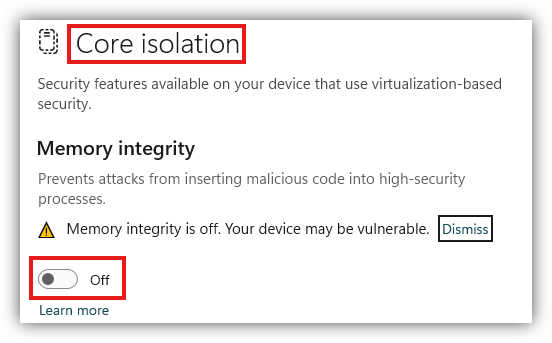 Core isolation
Security features available on your device that use virtualization-based
security.
Memory integrity
Prevents attacks from inserting malicious code into high-security
processes.
Memory integrity is off. Your device may be vulnerable. Dismiss
Off
Learn more